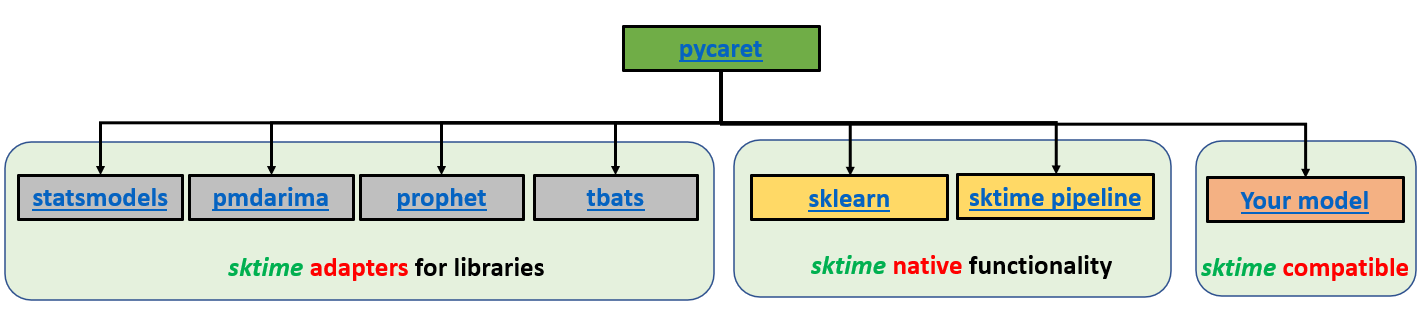 pycaret
statsmodels pmdarima prophet tbats
sklearn sktime pipeline
Your model
sktime adapters for libraries
sktime native functionality
sktime compatible